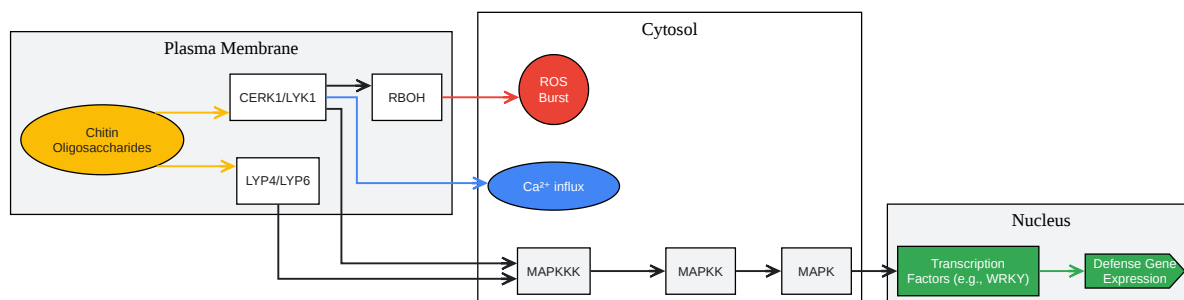 Plasma Membrane
Cytosol
CERK1/LYK1
RBOH
ROS
Burst
Chitin
Oligosaccharides
LYP4/LYP6
Ca²⁺ influx
Nucleus
MAPKKK
MAPKK
MAPK
Transcription
Factors (e.g., WRKY)
Defense Gene
Expression